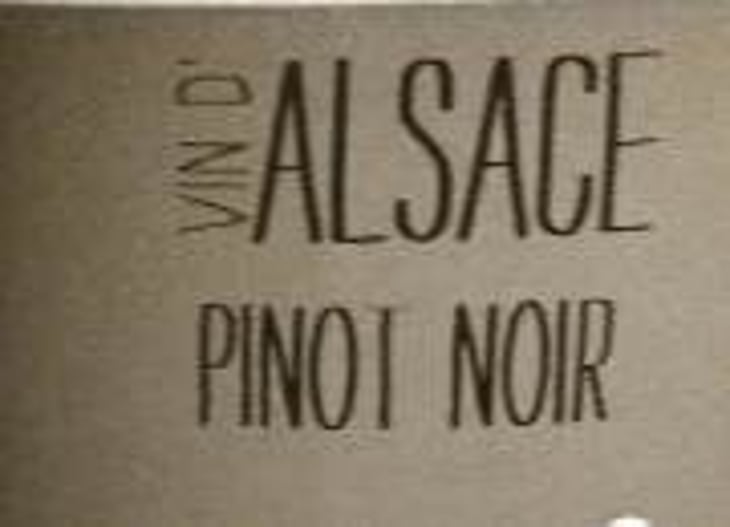 VIN D'
ALSACE
PINOT NOIR